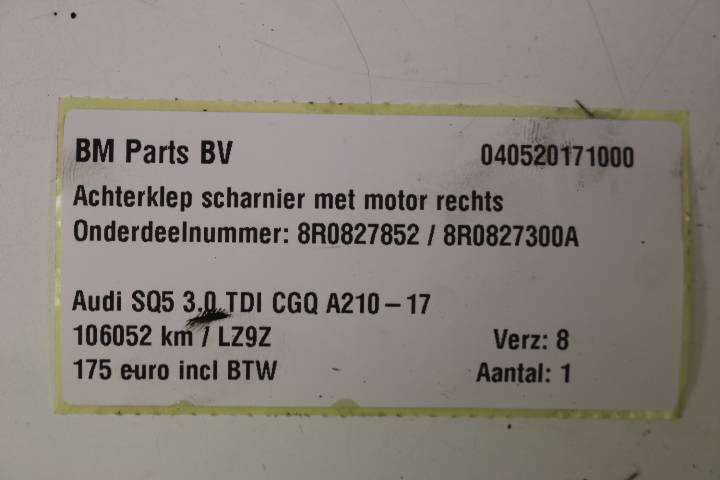 BM Parts BV 040520171000
Achterklep scharnier met motor rechts
Onderdeelnummer: 8R0827852 / 8R0827300A
Audi SQ5 3.0 TDI CGQ A210-17
106052 km / LZ9Z Verz: 8
175 euro incl BTW Aantal: 1